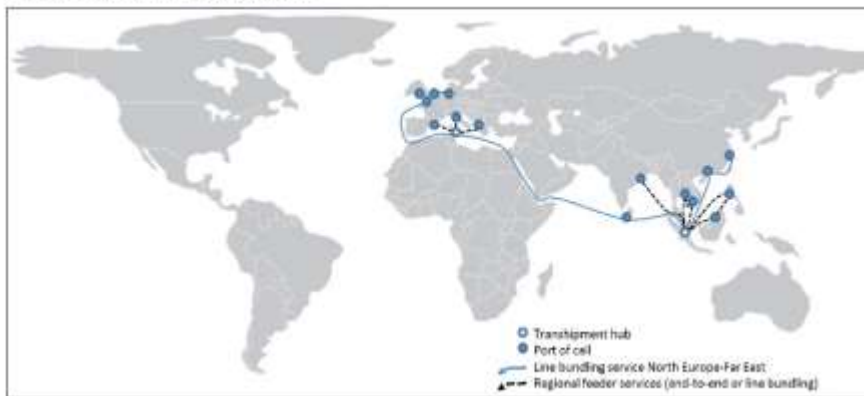 Transhipment hub
Port of call
Line bundling service North Europe-Far East
Regional feeder services (end-to-end or line bundling)